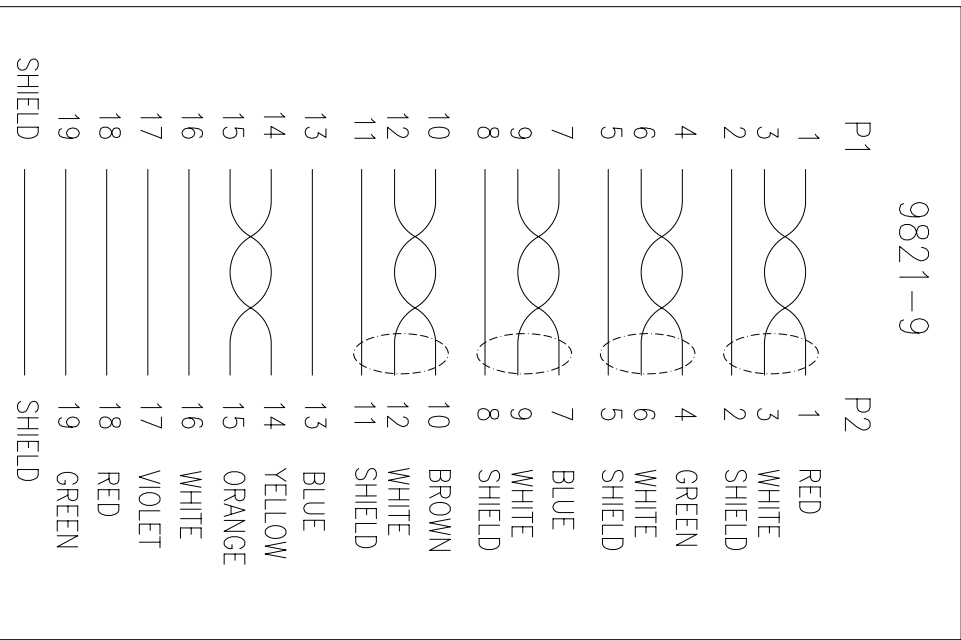 9821-9
P1 P2
1 1 RED
3 3 WHITE
2 2 SHIELD
4 4 GREEN
6 6 WHITE
5 5 SHIELD
7 7 BLUE
9 9 WHITE
8 8 SHIELD
10 10 BROWN
12 12 WHITE
11 11 SHIELD
13 13 BLUE
14 14 YELLOW
15 15 ORANGE
16 16 WHITE
17 17 VIOLET
18 18 RED
19 19 GREEN
SHIELD SHIELD